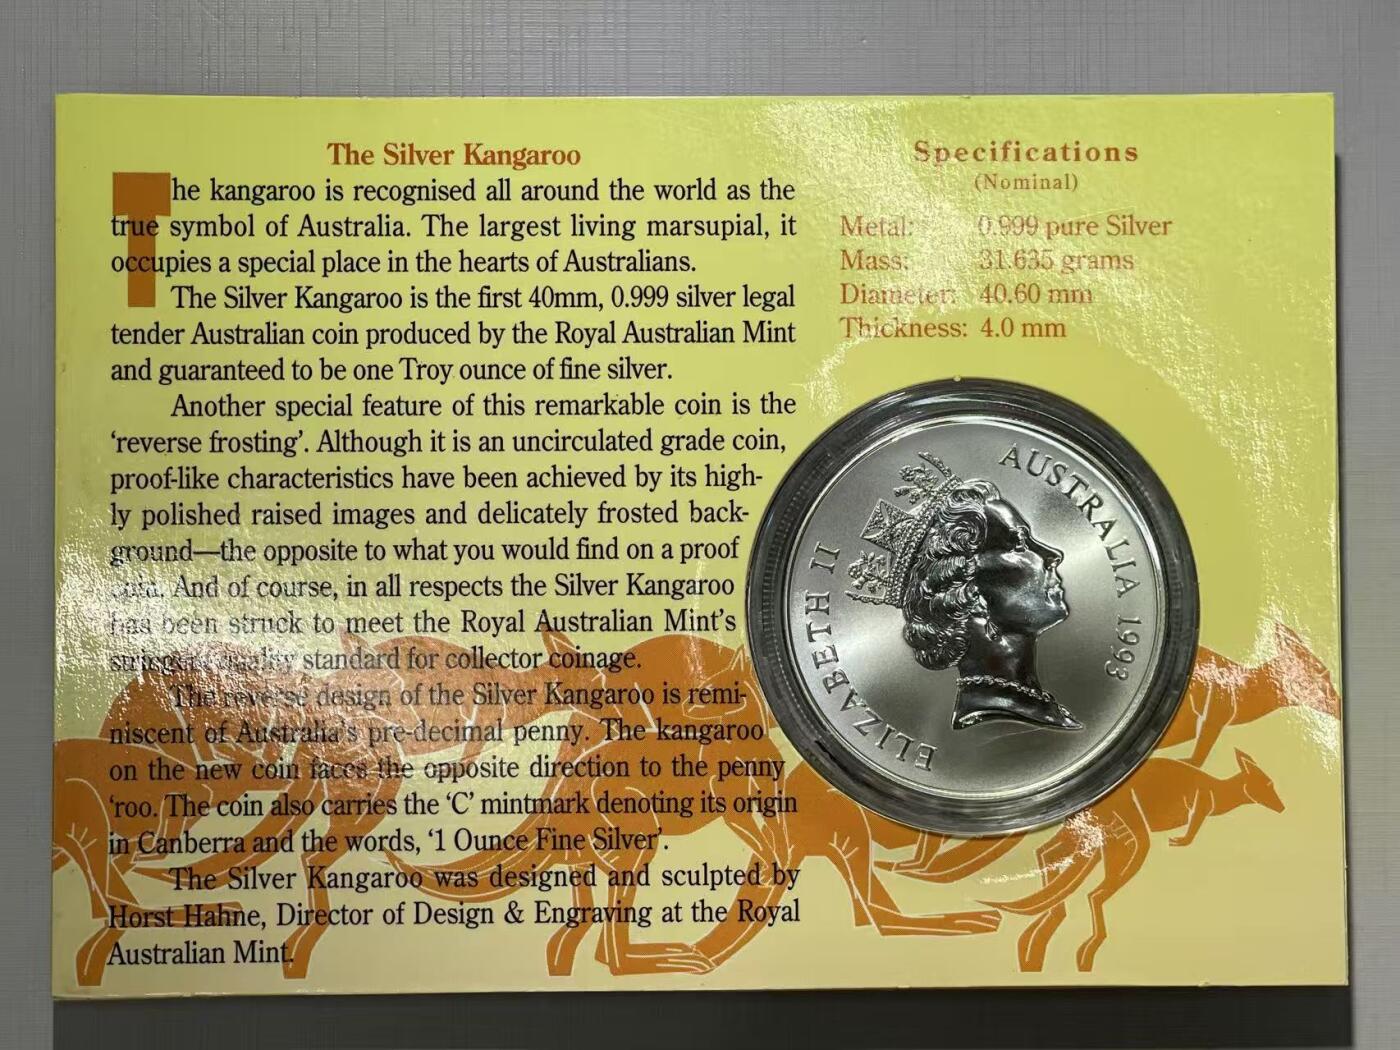 The Silver Kangaroo
The kangaroo is recognised all around the world as the
true symbol of Australia. The largest living marsupial, it
occupies a special place in the hearts of Australians.
The Silver Kangaroo is the first 40mm, 0.999 silver legal
tender Australian coin produced by the Royal Australian Mint
and guaranteed to be one Troy ounce of fine silver.
Another special feature of this remarkable coin is the
‘reverse frosting’. Although it is an uncirculated grade coin,
proof-like characteristics have been achieved by its high-
ly polished raised images and delicately frosted back-
ground—the opposite to what you would find on a proof
coin. And of course, in all respects the Silver Kangaroo
has been struck to meet the Royal Australian Mint's
stringent quality standard for collector coinage.
The reverse design of the Silver Kangaroo is remi-
niscent of Australia's pre-decimal penny. The kangaroo
on the new coin faces the opposite direction to the penny
‘roo. The coin also carries the ‘C’ mintmark denoting its origin
in Canberra and the words, ‘1 Ounce Fine Silver’.
The Silver Kangaroo was designed and sculpted by
Horst Hahne, Director of Design & Engraving at the Royal
Australian Mint.
Specifications
(Nominal)
Metal: 0.999 pure Silver
Mass: 31.635 grams
Diameter: 40.60 mm
Thickness: 4.0 mm
ELIZABETH II
AUSTRALIA 1993